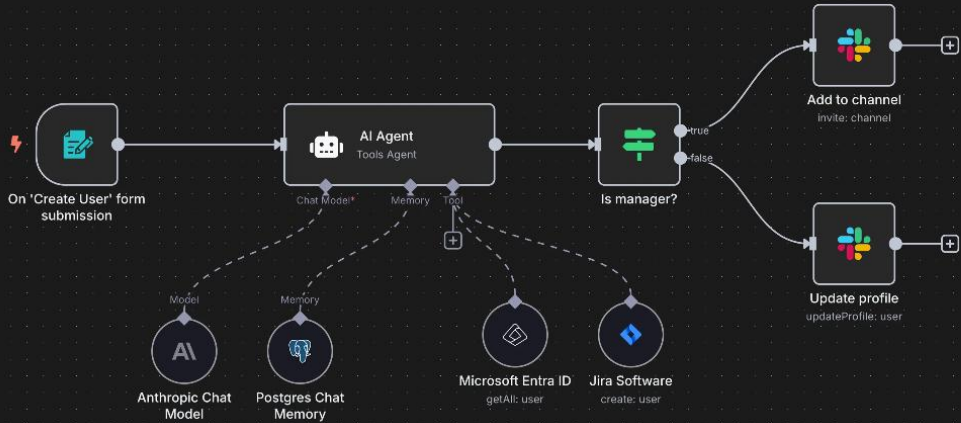 Add to channel
invite: channel
AI Agent
Tools Agent
true
false
On 'Create User' form
submission
Chat Model*
Memory
Tool
Is manager?
Model
Memory
Update profile
updateProfile: user
Anthropic Chat
Model
Postgres Chat
Memory
Microsoft Entra ID
getAll: user
Jira Software
create: user